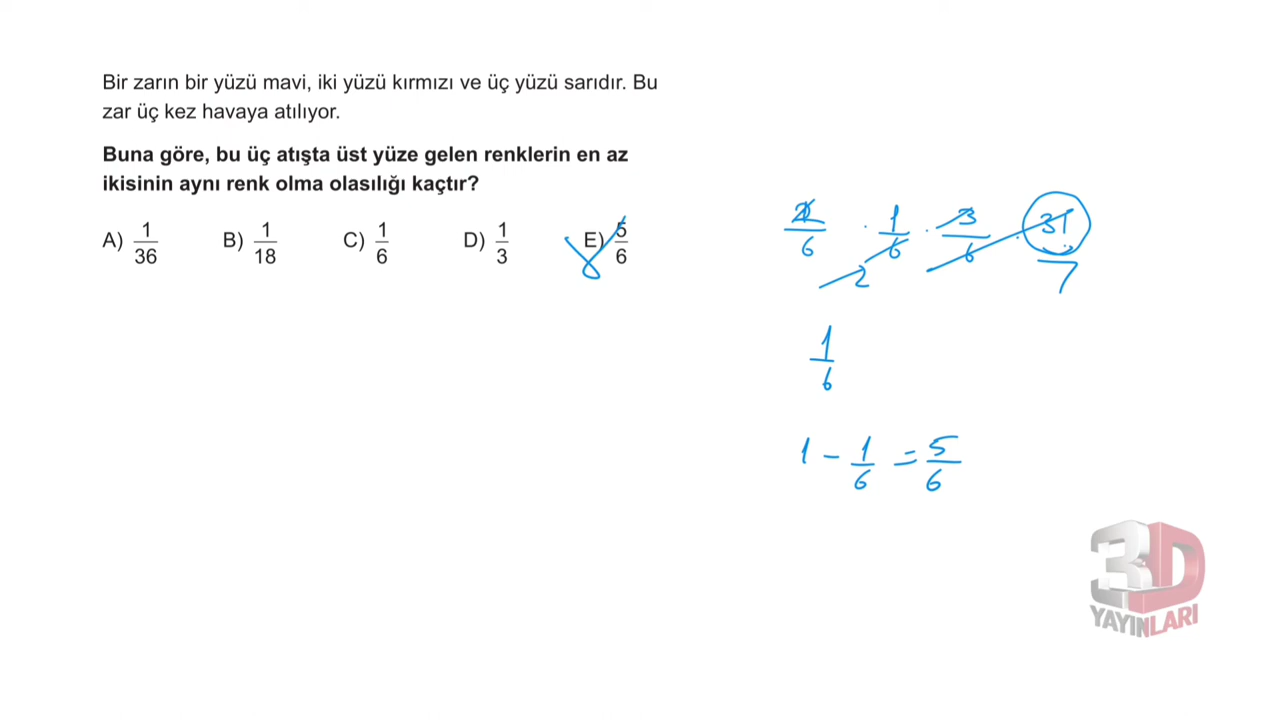 Bir zarın bir yüzü mavi, iki yüzü kırmızı ve üç yüzü sarıdır. Bu
zar üç kez havaya atılıyor.
Buna göre, bu üç atışta üst yüze gelen renklerin en az
ikisinin aynı renk olma olasılığı kaçtır?
A) 1/36 B) 1/18 C) 1/6 D) 1/3 E) 5/6
2/6 · 1/6 · 3/6 · 3!
2
1/6
1 - 1/6 = 5/6
3D
YAYINLARI